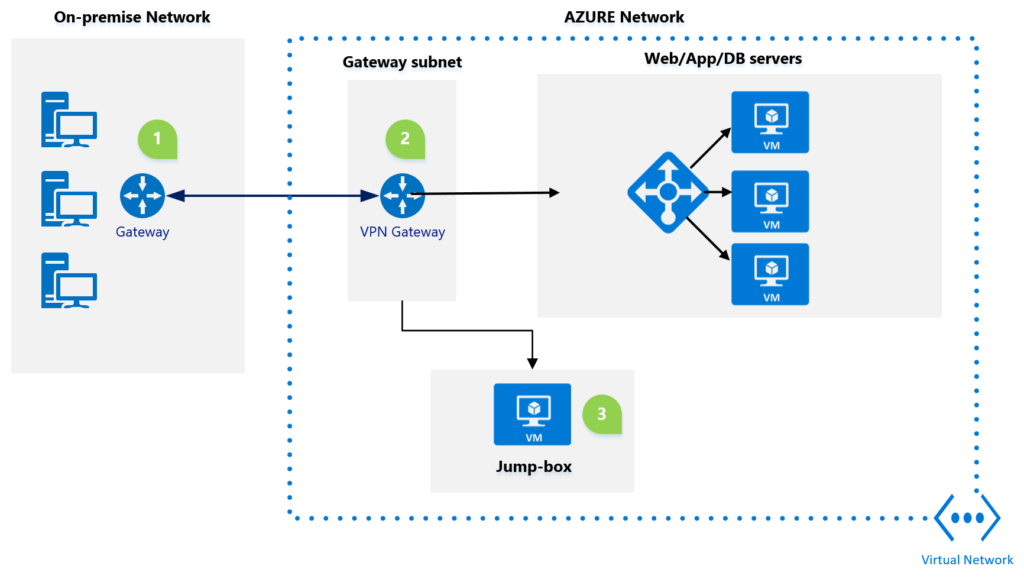 On-premise Network
AZURE Network
Gateway subnet
Web/App/DB servers
1
2
Gateway
VPN Gateway
VM
VM
VM
3
VM
Jump-box
Virtual Network